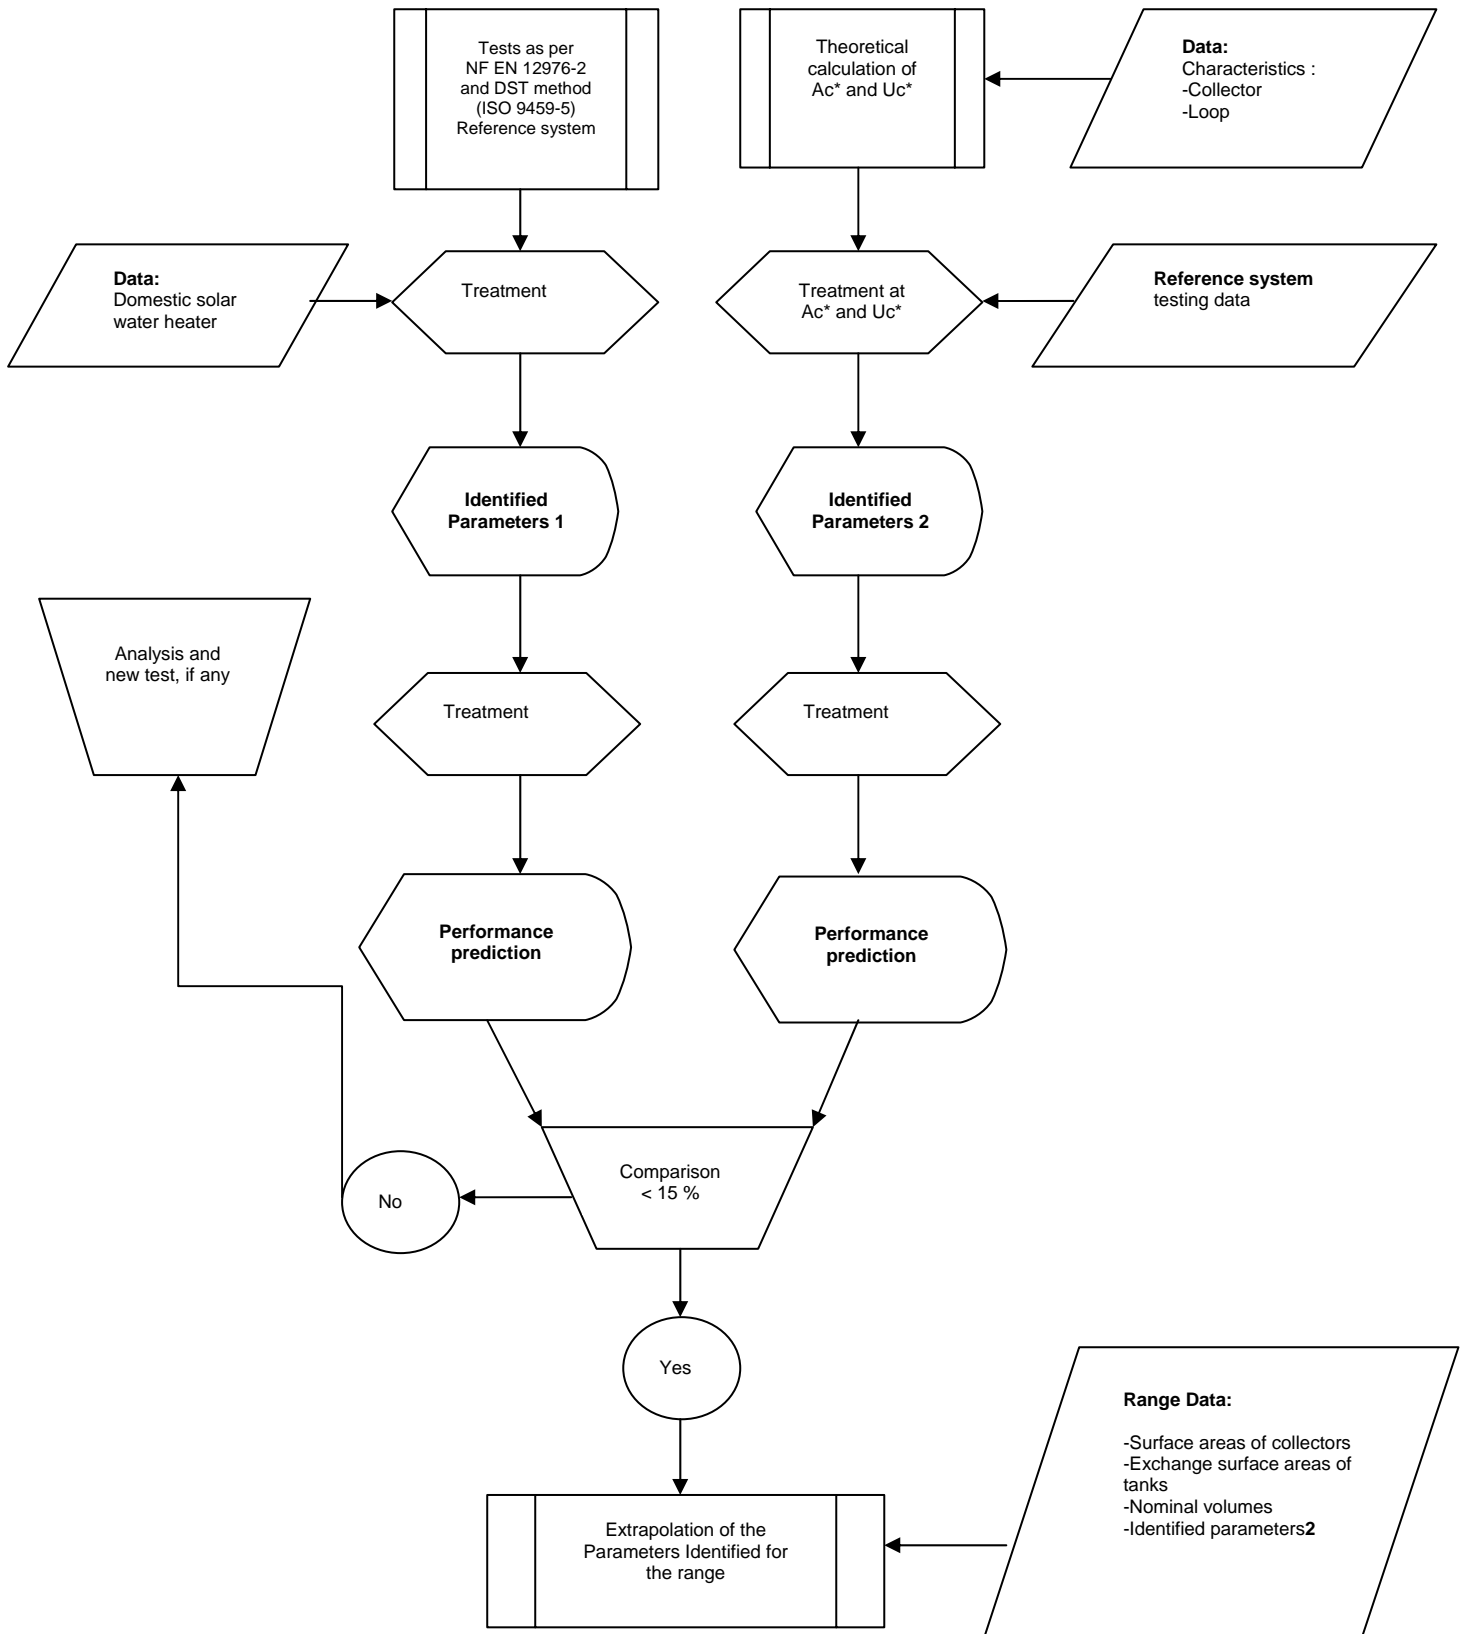 Tests as per
NF EN 12976-2
and DST method
(ISO 9459-5)
Reference system
Theoretical
calculation of
Ac* and Uc*
Data:
Characteristics :
-Collector
-Loop
Data:
Domestic solar
water heater
Treatment
Treatment at
Ac* and Uc*
Reference system
testing data
Identified
Parameters 1
Identified
Parameters 2
Analysis and
new test, if any
Treatment
Treatment
Performance
prediction
Performance
prediction
Comparison
< 15 %
No
Yes
Range Data:
-Surface areas of collectors
-Exchange surface areas of
tanks
-Nominal volumes
-Identified parameters2
Extrapolation of the
Parameters Identified for
the range